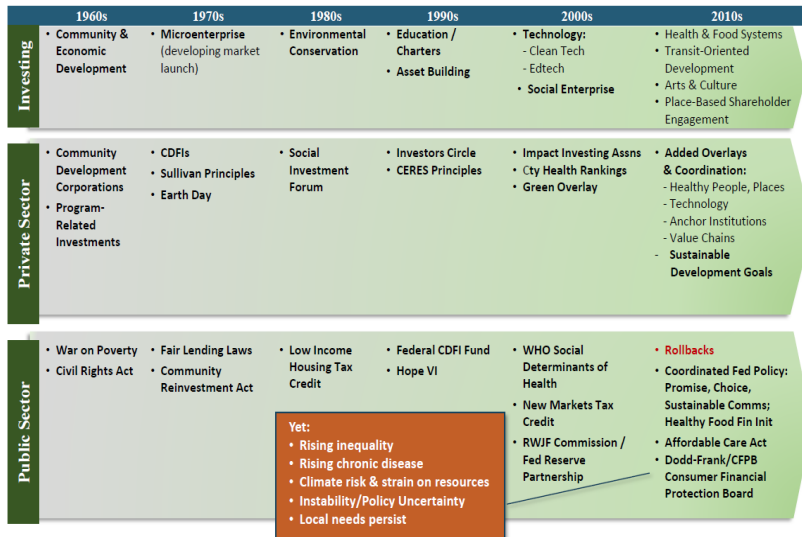 1960s 1970s 1980s 1990s 2000s 2010s
Investing
• Community &
Economic
Development
• Microenterprise
(developing market
launch)
• Environmental
Conservation
• Education /
Charters
• Asset Building
• Technology:
- Clean Tech
- Edtech
• Social Enterprise
• Health & Food Systems
• Transit-Oriented
Development
• Arts & Culture
• Place-Based Shareholder
Engagement
Private Sector
• Community
Development
Corporations
• Program-
Related
Investments
• CDFIs
• Sullivan Principles
• Earth Day
• Social
Investment
Forum
• Investors Circle
• CERES Principles
• Impact Investing Assns
• Cty Health Rankings
• Green Overlay
• Added Overlays
& Coordination:
- Healthy People, Places
- Technology
- Anchor Institutions
- Value Chains
- Sustainable
Development Goals
Public Sector
• War on Poverty
• Civil Rights Act
• Fair Lending Laws
• Community
Reinvestment Act
• Low Income
Housing Tax
Credit
• Federal CDFI Fund
• Hope VI
• WHO Social
Determinants of
Health
• New Markets Tax
Credit
• RWJF Commission /
Fed Reserve
Partnership
• Rollbacks
• Coordinated Fed Policy:
Promise, Choice,
Sustainable Comms;
Healthy Food Fin Init
• Affordable Care Act
• Dodd-Frank/CFPB
Consumer Financial
Protection Board
Yet:
• Rising inequality
• Rising chronic disease
• Climate risk & strain on resources
• Instability/Policy Uncertainty
• Local needs persist